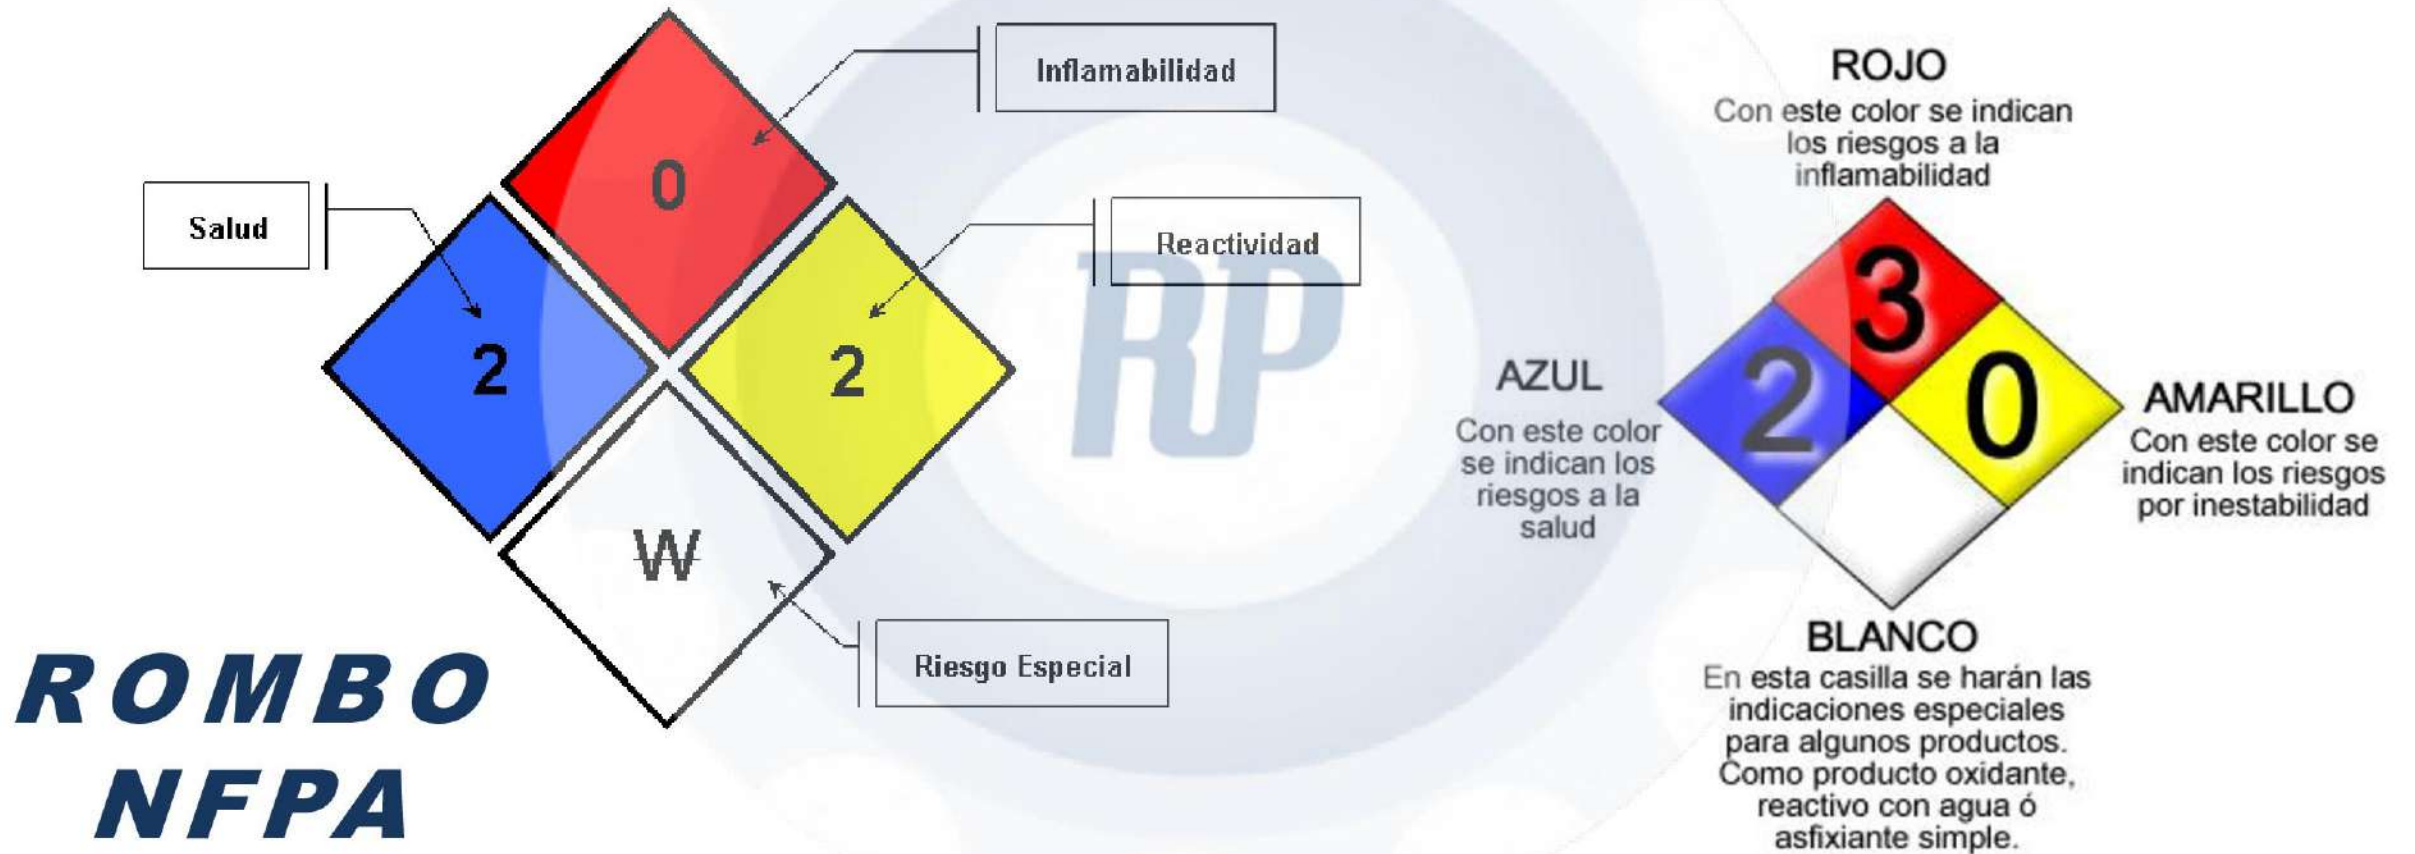 Inflamabilidad
0
Salud
2
Reactividad
2
W
Riesgo Especial
ROMBO
NFPA
RP
ROJO
Con este color se indican
los riesgos a la
inflamabilidad
3
2
0
AZUL
Con este color
se indican los
riesgos a la
salud
AMARILLO
Con este color se
indican los riesgos
por inestabilidad
BLANCO
En esta casilla se harán las
indicaciones especiales
para algunos productos.
Como producto oxidante,
reactivo con agua ó
asfixiante simple.